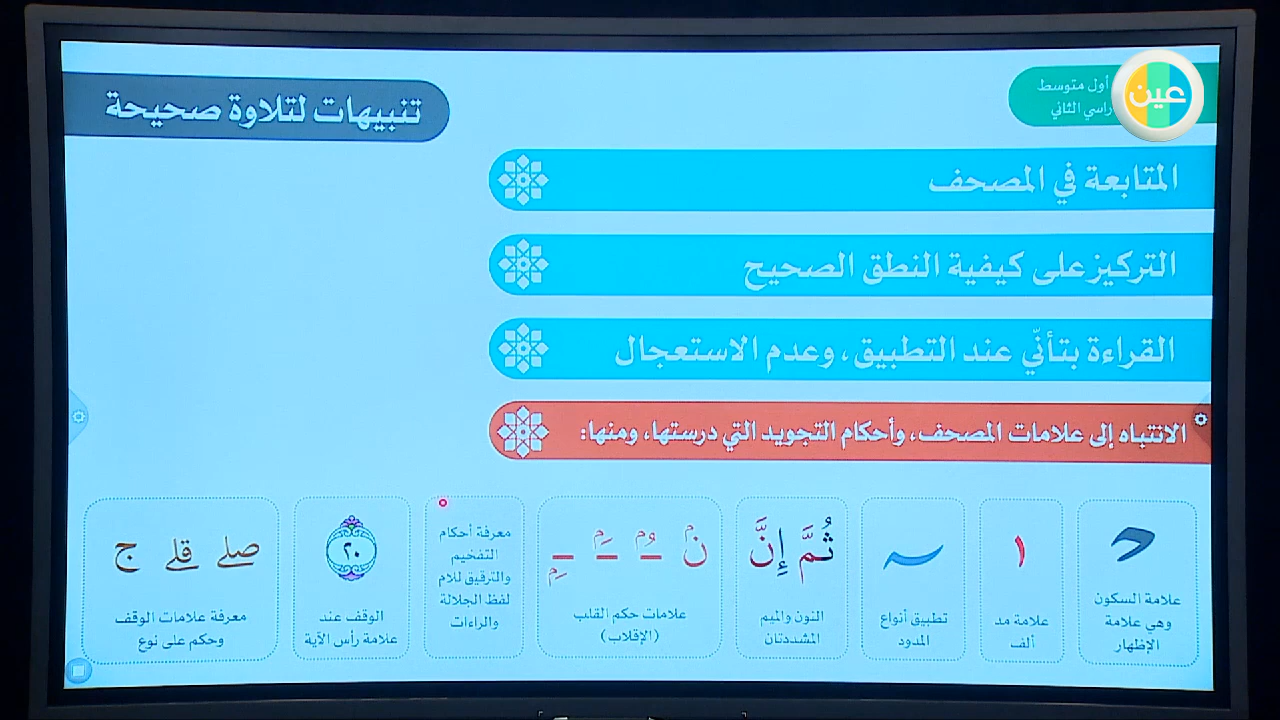 أول متوسط
راسي الثاني
عين
تنبيهات لتلاوة صحيحة
المتابعة في المصحف
التركيز على كيفية النطق الصحيح
القراءة بتأنّي عند التطبيق، وعدم الاستعجال
الانتباه إلى علامات المصحف، وأحكام التجويد التي درستها، ومنها:
علامة السكون
وهي علامة
الإظهار
علامة مد
ألف
تطبيق أنواع
المدود
ثُمَّ إِنَّ
النون والميم
المشددتان
علامات حكم القلب
(الإقلاب)
معرفة أحكام
التفخيم
والترقيق للام
لفظ الجلالة
والراءات
٢٠
الوقف عند
علامة رأس الآية
صلے قلے ج
معرفة علامات الوقف
وحكم على نوع